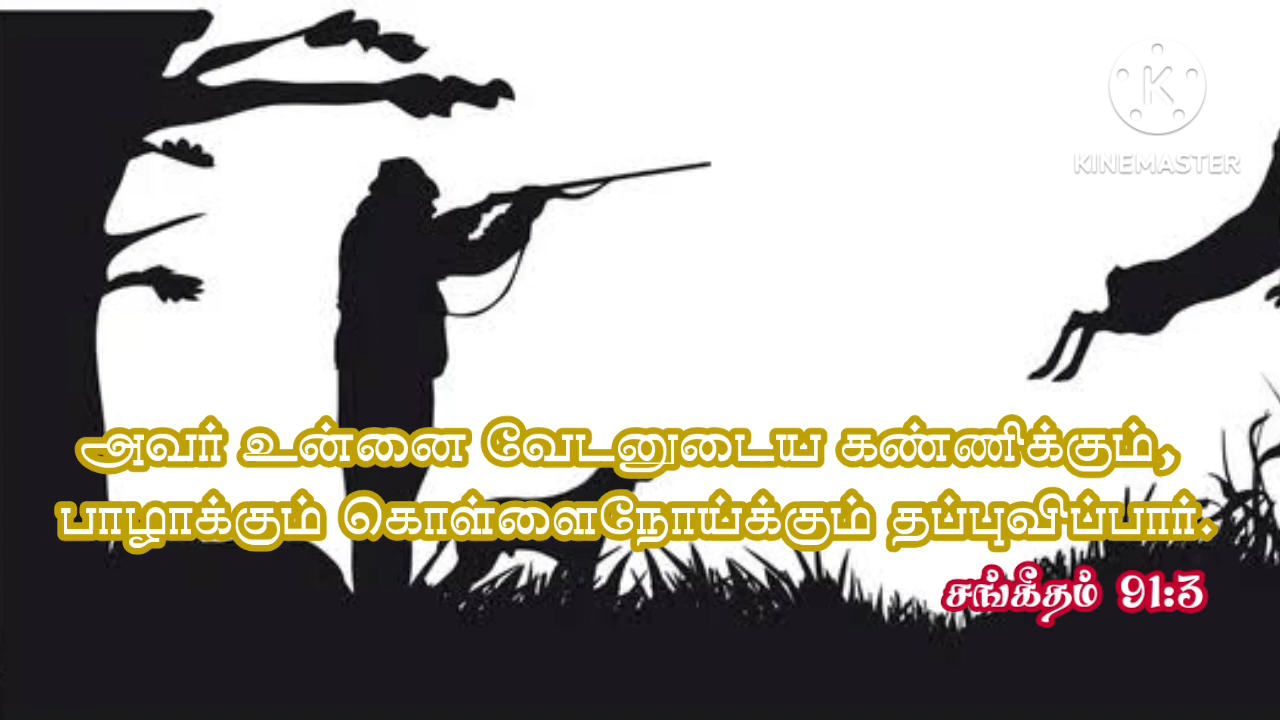 KINEMASTER
அவர் உன்னை வேடனுடைய கண்ணிக்கும்,
பாழாக்கும் கொள்ளைநோய்க்கும் தப்புவிப்பார்.
சங்கீதம் 91:3